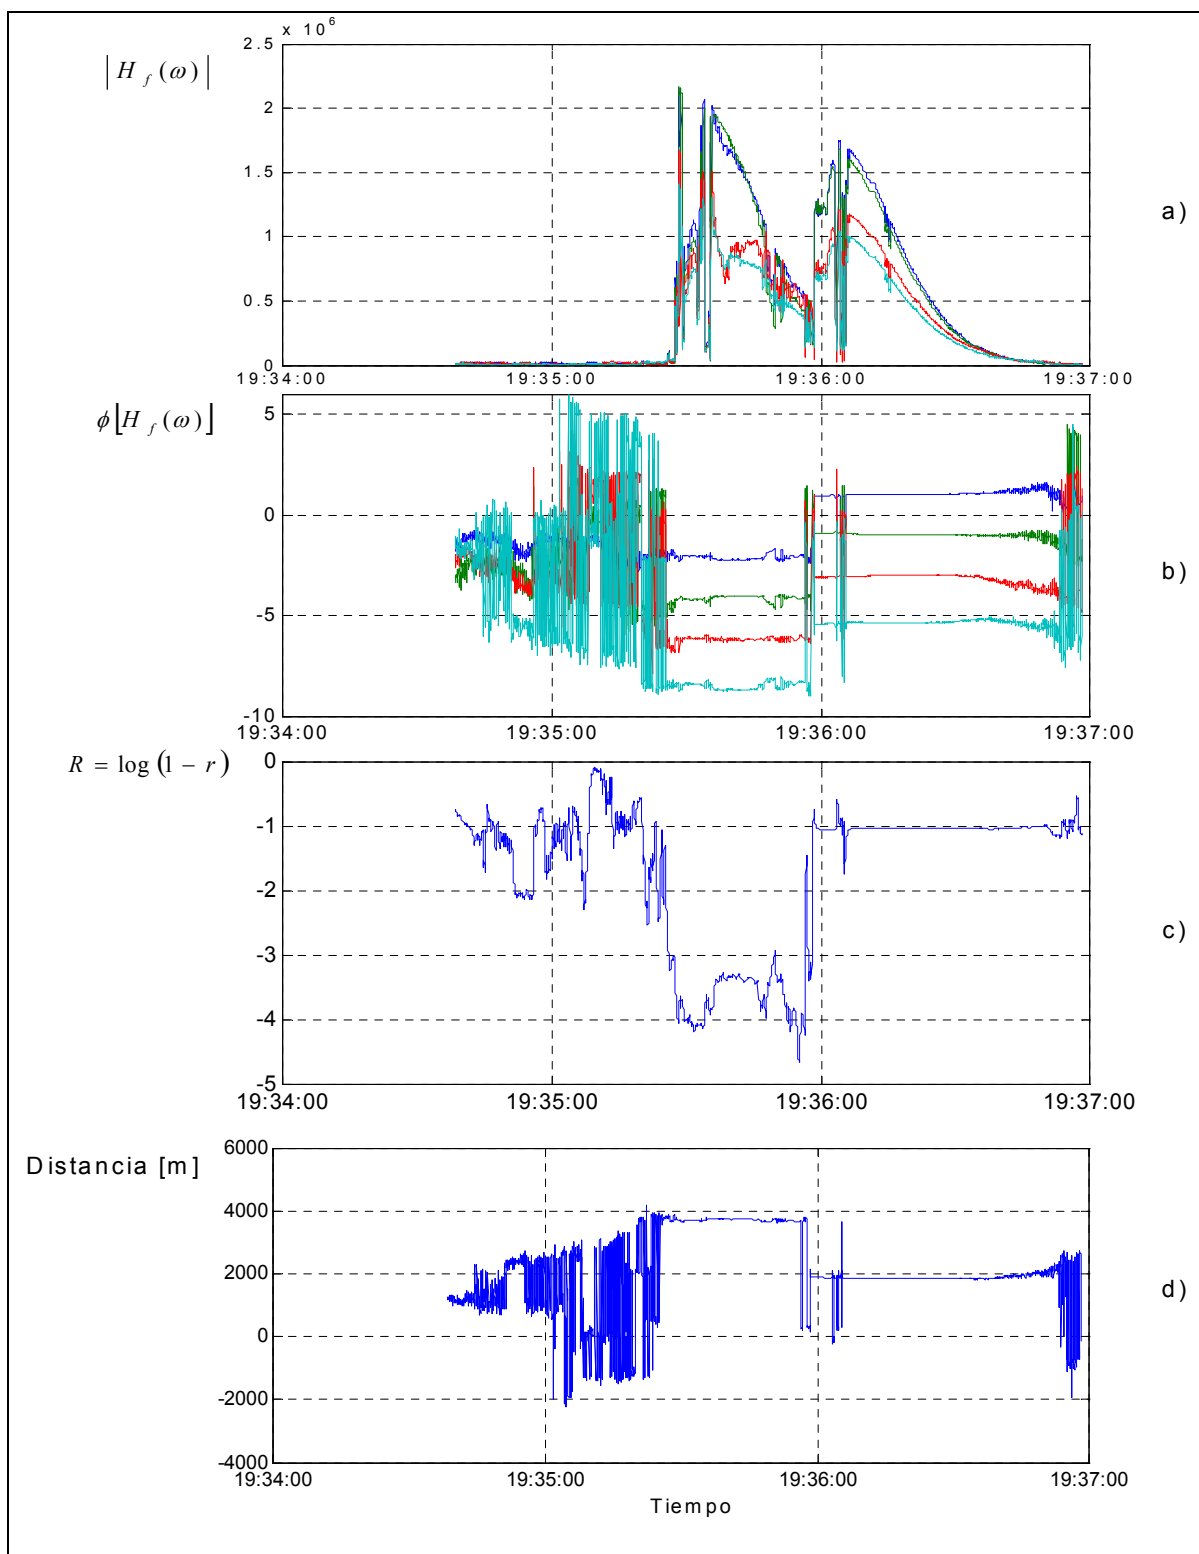 x 10^6
2.5
| H_f(ω) |
2
1.5
a)
1
0.5
0
19:34:00 19:35:00 19:36:00 19:37:00
ϕ⌊H_f(ω)⌋
5
0
b)
-5
-10
19:34:00 19:35:00 19:36:00 19:37:00
R = log (1 − r)
0
-1
-2
c)
-3
-4
-5
19:34:00 19:35:00 19:36:00 19:37:00
6000
Distancia [m]
4000
2000
d)
0
-2000
-4000
19:34:00 19:35:00 19:36:00 19:37:00
Tiempo